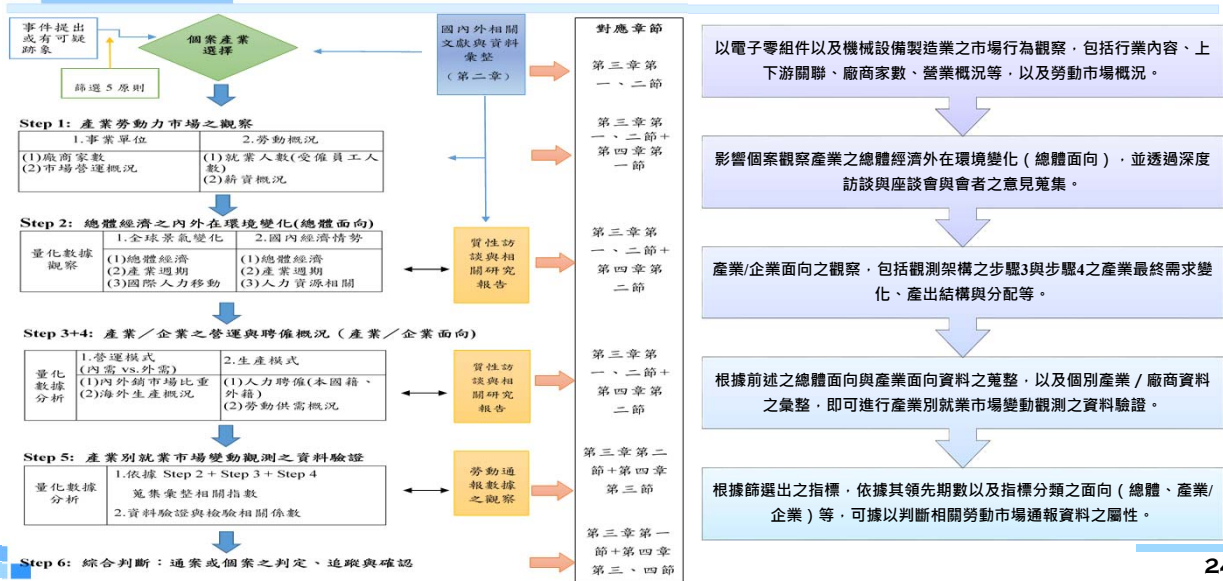 事件提出
或有可疑
跡象
個案產業
選擇
篩選 5 原則
國內外相關
文獻與資料
彙整
(第二章)
對應章節
第三章第
一、二節
Step 1: 產業勞動力市場之觀察
1.事業單位
2.勞動概況
(1)廠商家數
(2)市場營運概況
(1)就業人數(受僱員工人
數)
(2)薪資概況
第三章第
一、二節+
第四章第
一節
Step 2: 總體經濟之內外在環境變化(總體面向)
量化數據
觀察
1.全球景氣變化
2.國內經濟情勢
(1)總體經濟
(2)產業週期
(3)國際人力移動
(1)總體經濟
(2)產業週期
(3)人力資源相關
質性訪
談與相
關研究
報告
第三章第
一、二節+
第四章第
二節
Step 3+4: 產業／企業之營運與聘僱概況（產業／企業面向）
量化
數據
分析
1.營運模式
(內需 vs.外需)
2.生產模式
(1)內外銷市場比重
(2)海外生產概況
(1)人力聘僱(本國籍、
外籍)
(2)勞動供需概況
質性訪
談與相
關研究
報告
第三章第
一、二節+
第四章第
二節
Step 5: 產業別就業市場變動觀測之資料驗證
量化數據
分析
1.依據 Step 2 + Step 3 + Step 4
蒐集彙整相關指數
2.資料驗證與檢驗相關係數
勞動通
報數據
之觀察
第三章第二
節+第四章
第三節
Step 6: 綜合判斷：通案或個案之判定、追蹤與確認
第三章第一
節+第四章
第三、四節
以電子零組件以及機械設備製造業之市場行為觀察，包括行業內容、上
下游關聯、廠商家數、營業概況等，以及勞動市場概況。
影響個案觀察產業之總體經濟外在環境變化（總體面向），並透過深度
訪談與座談會與會者之意見蒐集。
產業/企業面向之觀察，包括觀測架構之步驟3與步驟4之產業最終需求變
化、產出結構與分配等。
根據前述之總體面向與產業面向資料之蒐整，以及個別產業／廠商資料
之彙整，即可進行產業別就業市場變動觀測之資料驗證。
根據篩選出之指標，依據其領先期數以及指標分類之面向（總體、產業/
企業）等，可據以判斷相關勞動市場通報資料之屬性。
24